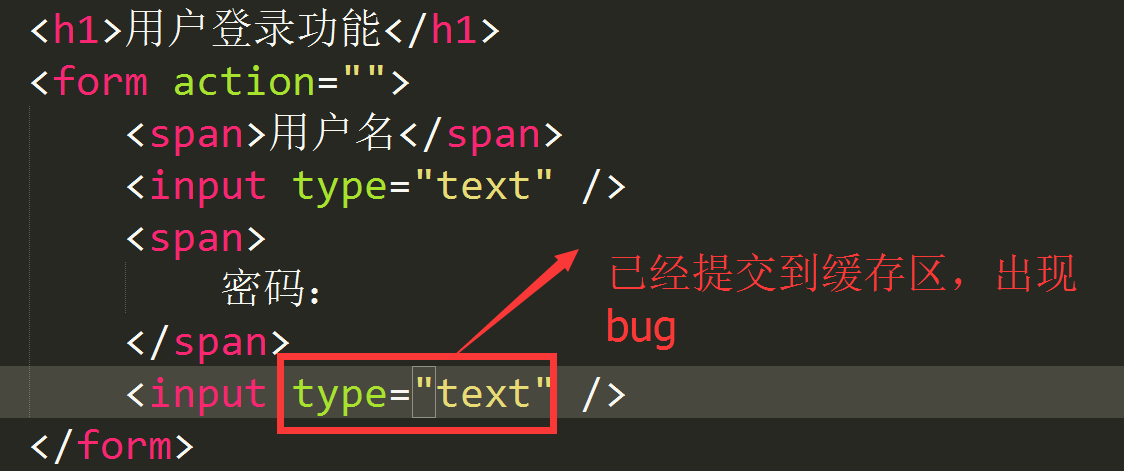 <h1>用户登录功能</h1>
<form action="">
<span>用户名</span>
<input type="text" />
<span>
密码：
</span>
<input type="text" />
</form>
已经提交到缓存区，出现
bug